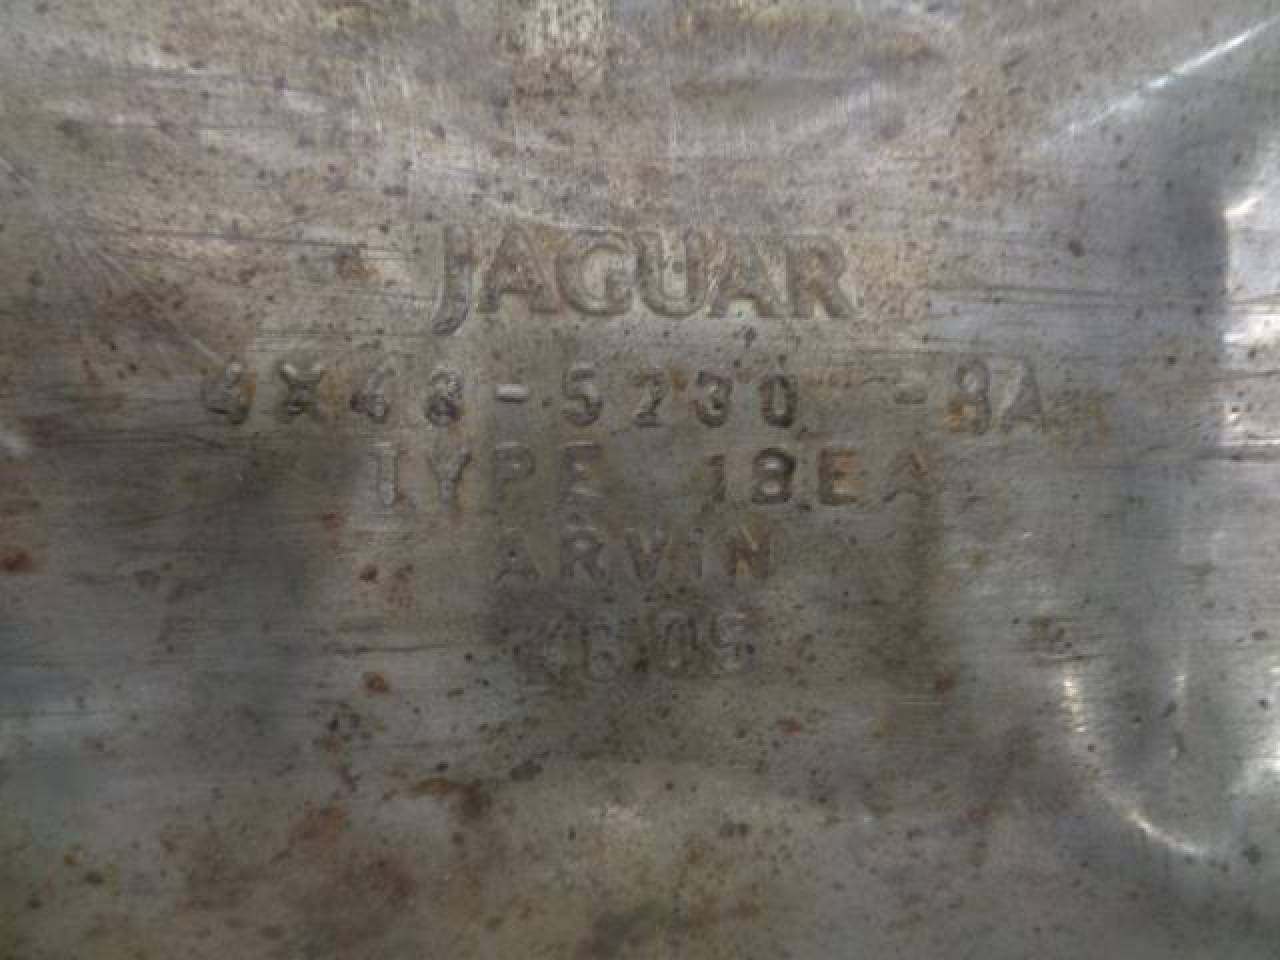 JAGUAR
4X43-5230 -BA
TYPE 18EA
ARVIN